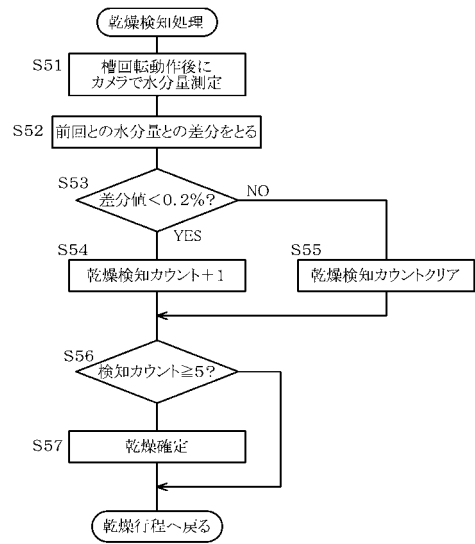 乾燥検知処理
S51
槽回転動作後に
カメラで水分量測定
S52
前回との水分量との差分をとる
S53
差分値<0.2%?
NO
YES
S54
乾燥検知カウント+1
S55
乾燥検知カウントクリア
S56
検知カウント≧5?
S57
乾燥確定
乾燥行程へ戻る